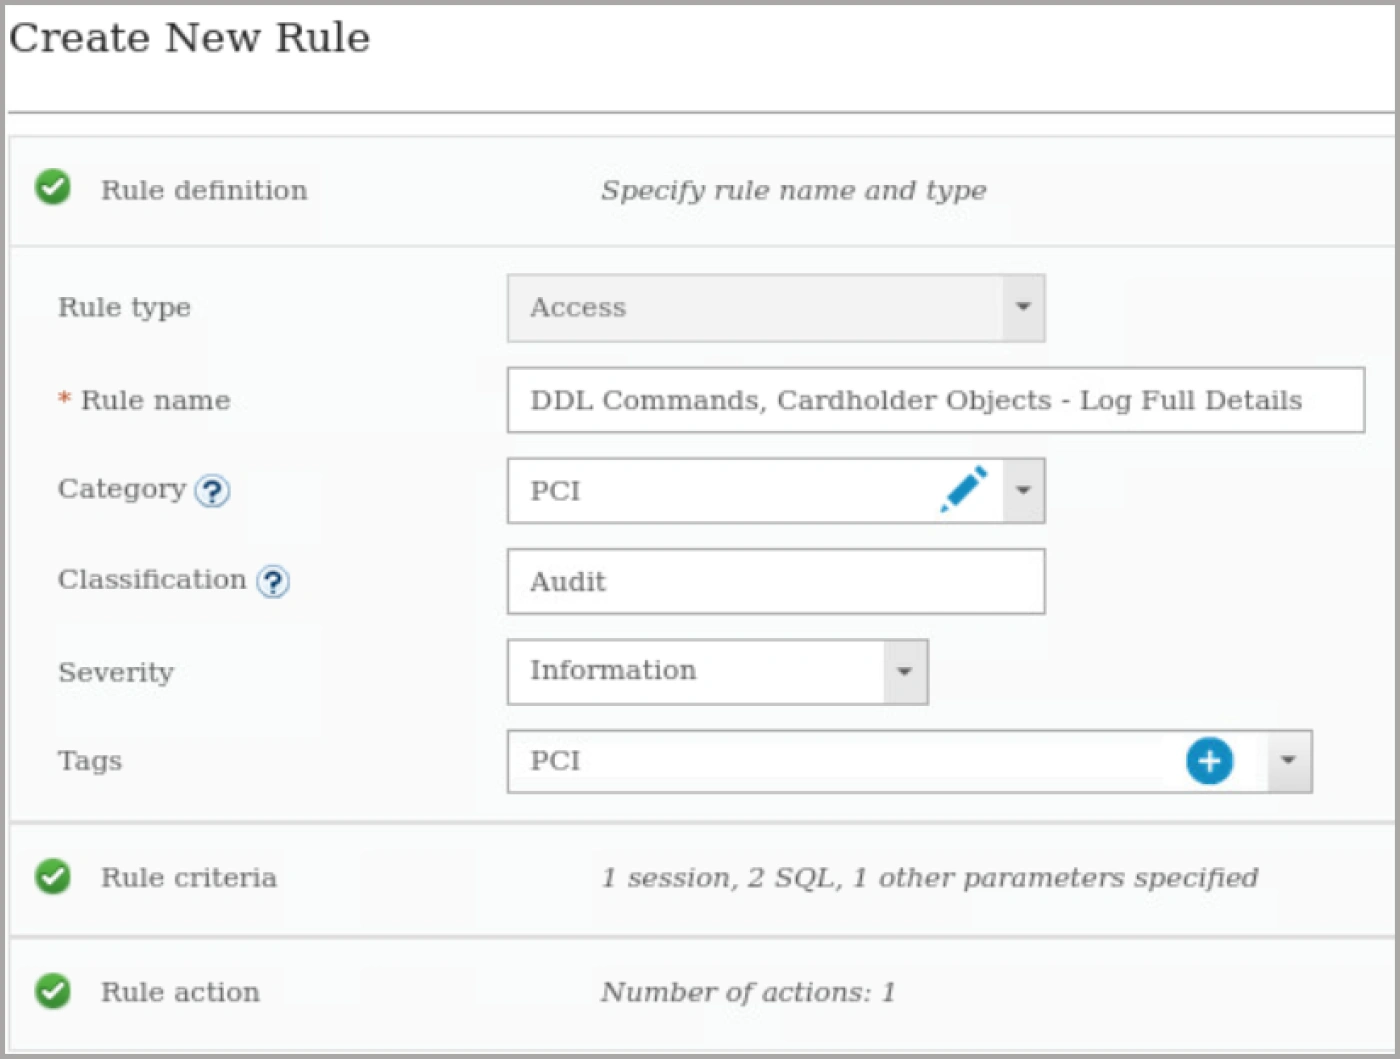 Create New Rule
Rule definition Specify rule name and type
Rule type Access
* Rule name DDL Commands, Cardholder Objects - Log Full Details
Category ? PCI
Classification ? Audit
Severity Information
Tags PCI
Rule criteria 1 session, 2 SQL, 1 other parameters specified
Rule action Number of actions: 1